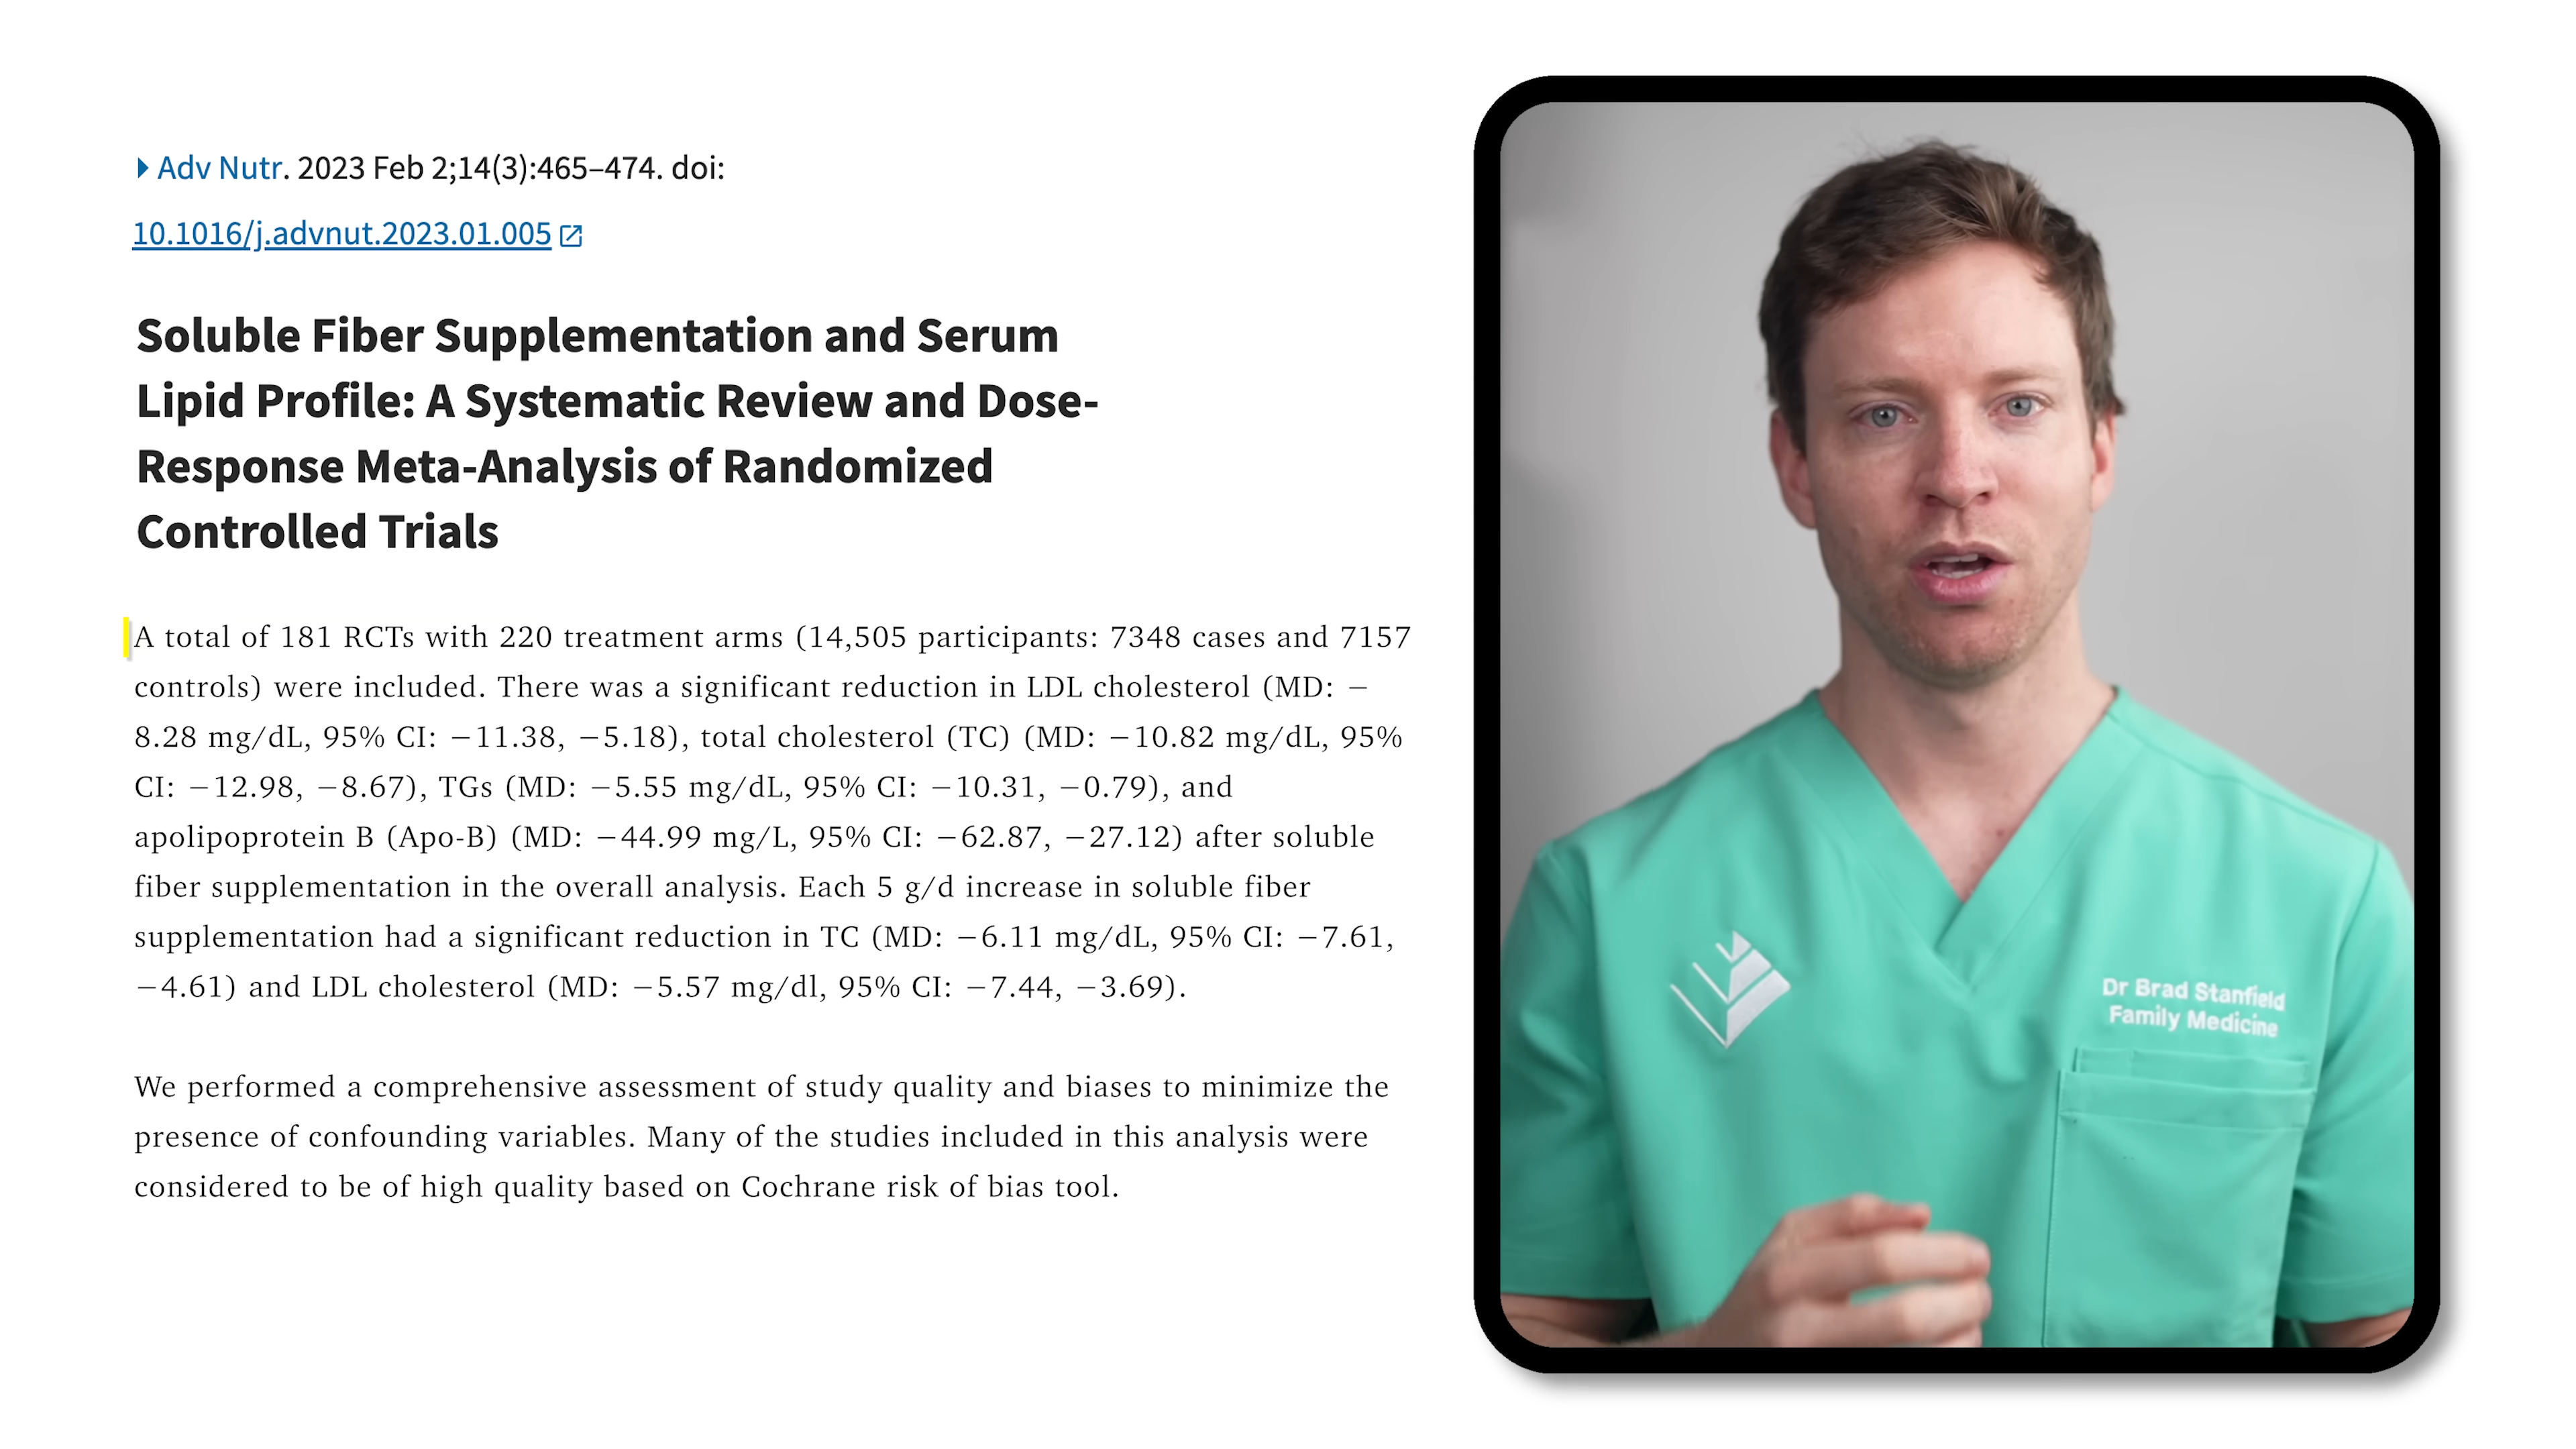 Adv Nutr. 2023 Feb 2;14(3):465–474. doi:
10.1016/j.advnut.2023.01.005
Soluble Fiber Supplementation and Serum
Lipid Profile: A Systematic Review and Dose-
Response Meta-Analysis of Randomized
Controlled Trials
A total of 181 RCTs with 220 treatment arms (14,505 participants: 7348 cases and 7157
controls) were included. There was a significant reduction in LDL cholesterol (MD: −
8.28 mg/dL, 95% CI: −11.38, −5.18), total cholesterol (TC) (MD: −10.82 mg/dL, 95%
CI: −12.98, −8.67), TGs (MD: −5.55 mg/dL, 95% CI: −10.31, −0.79), and
apolipoprotein B (Apo-B) (MD: −44.99 mg/L, 95% CI: −62.87, −27.12) after soluble
fiber supplementation in the overall analysis. Each 5 g/d increase in soluble fiber
supplementation had a significant reduction in TC (MD: −6.11 mg/dL, 95% CI: −7.61,
−4.61) and LDL cholesterol (MD: −5.57 mg/dl, 95% CI: −7.44, −3.69).
We performed a comprehensive assessment of study quality and biases to minimize the
presence of confounding variables. Many of the studies included in this analysis were
considered to be of high quality based on Cochrane risk of bias tool.
Dr Brad Stanfield
Family Medicine